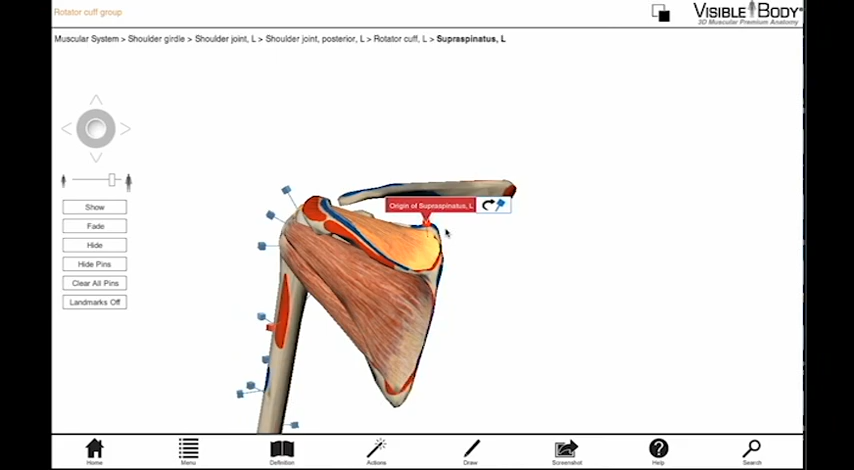 Rotator cuff group
VISIBLE BODY®
3D Muscular Premium Anatomy
Muscular System > Shoulder girdle > Shoulder joint, L > Shoulder joint, posterior, L > Rotator cuff, L > Supraspinatus, L
Origin of Supraspinatus, L
Show
Fade
Hide
Hide Pins
Clear All Pins
Landmarks Off
Home
Menu
Definition
Actions
Draw
Screenshot
Help
Search